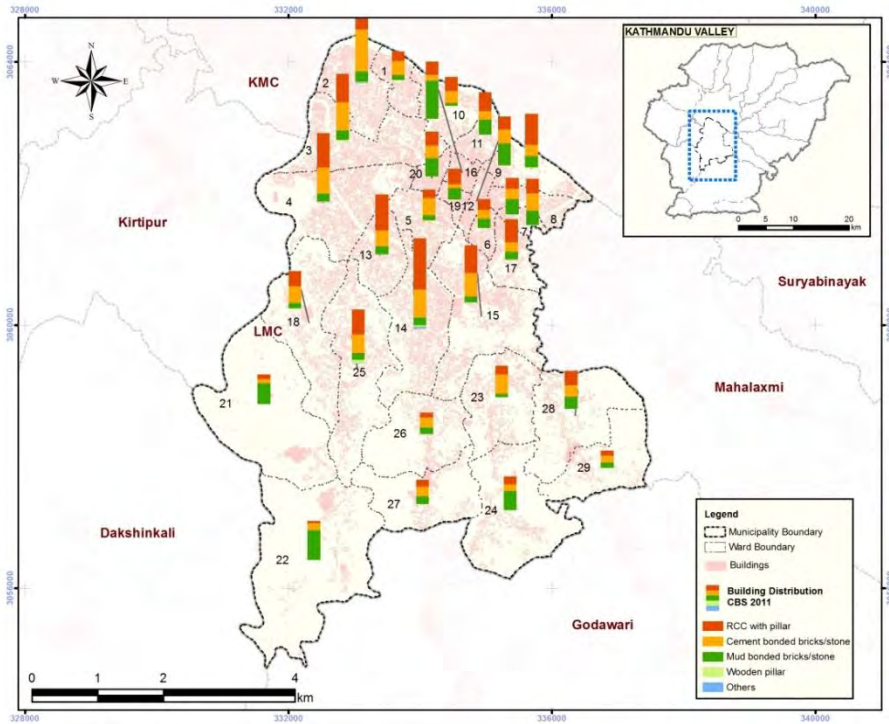 328000
332000
336000
340000
3064000
KATHMANDU VALLEY
N
W
E
S
KMC
1
2
10
3
11
20
16
9
4
19
12
5
8
7
Kirtipur
6
0 5 10 20
km
13
17
Suryabinayak
18
14
15
3060000
LMC
25
Mahalaxmi
21
23
28
26
29
27
24
Legend
Municipality Boundary
Ward Boundary
Buildings
Building Distribution
CBS 2011
RCC with pillar
Cement bonded bricks/stone
Mud bonded bricks/stone
Wooden pillar
Others
Dakshinkali
22
3056000
Godawari
0 1 2 4
km
328000
332000
336000
340000